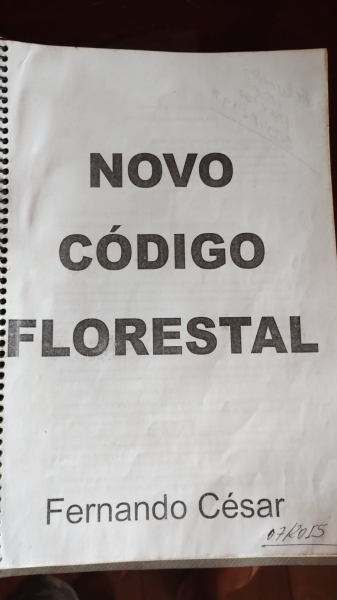 NOVO
CÓDIGO
FLORESTAL
Fernando César
07/2015